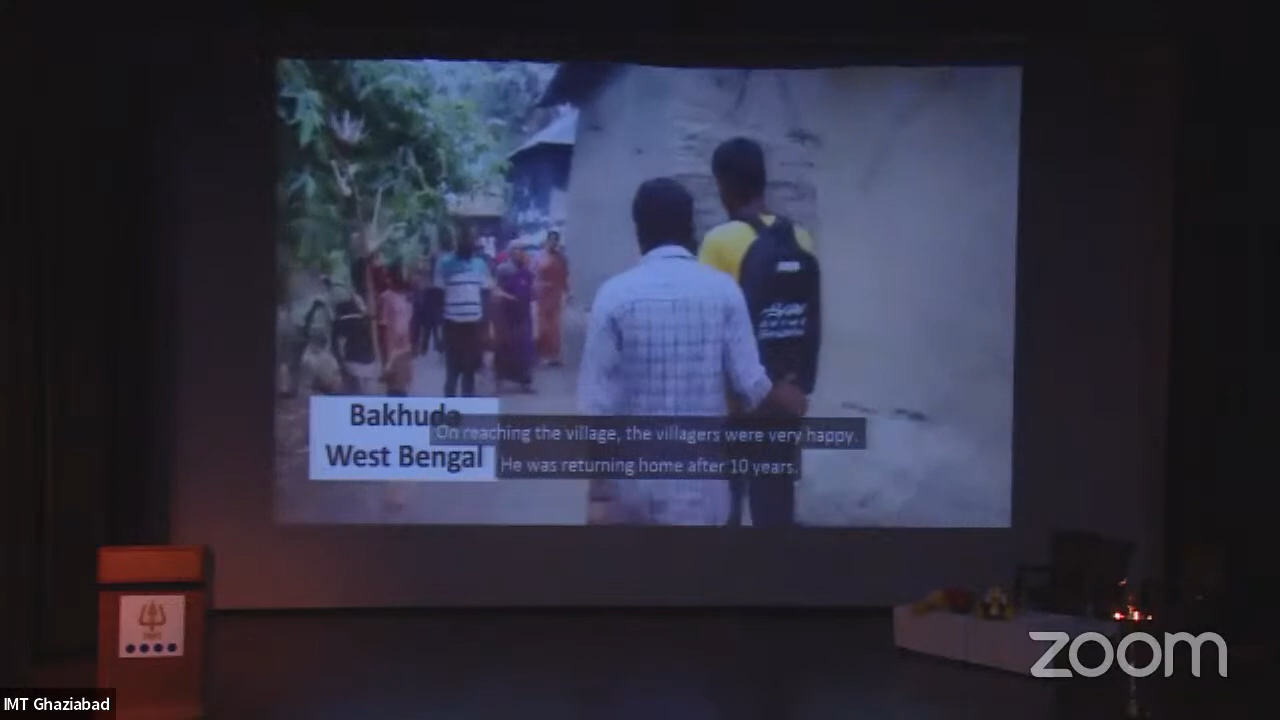 Bakhuda
West Bengal
On reaching the village, the villagers were very happy.
He was returning home after 10 years.
zoom
IMT Ghaziabad